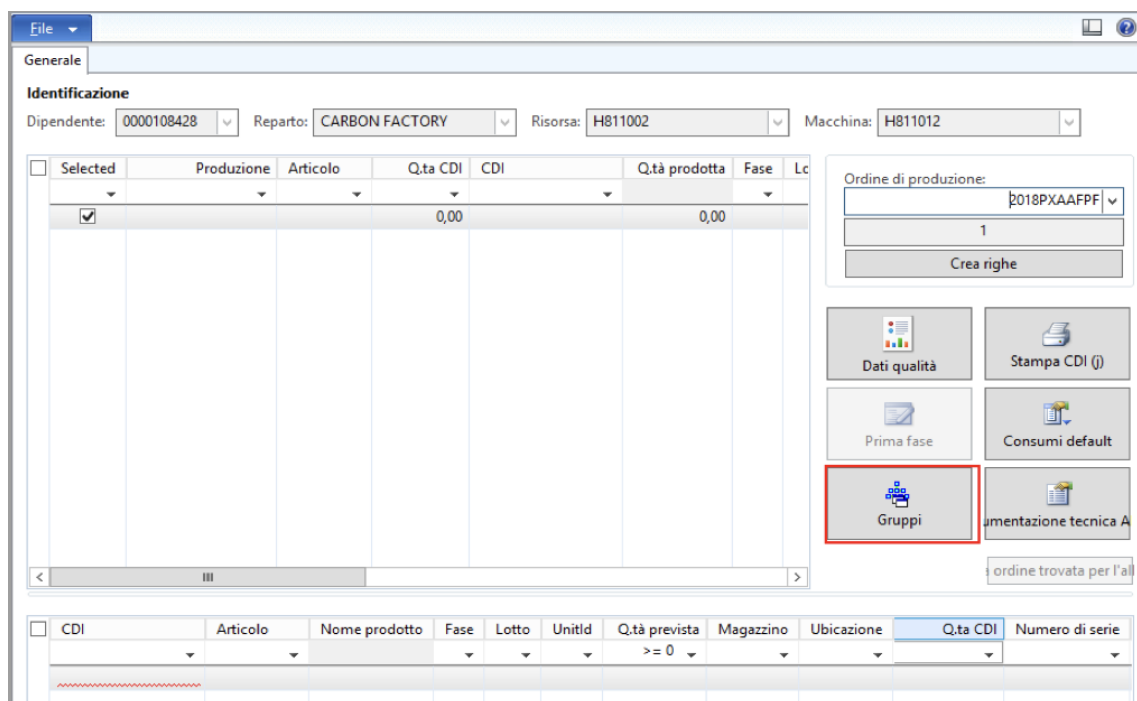 File
Generale
Identificazione
Dipendente: 0000108428 Reparto: CARBON FACTORY Risorsa: H811002 Macchina: H811012
Selected Produzione Articolo Q.ta CDI CDI Q.tà prodotta Fase Lc
0,00 0,00
Ordine di produzione:
2018PXAAFPF
1
Crea righe
Dati qualità Stampa CDI (j)
Prima fase Consumi default
Gruppi umentazione tecnica A
ordine trovata per l'all
CDI Articolo Nome prodotto Fase Lotto UnitId Q.tà prevista Magazzino Ubicazione Q.ta CDI Numero di serie
>= 0